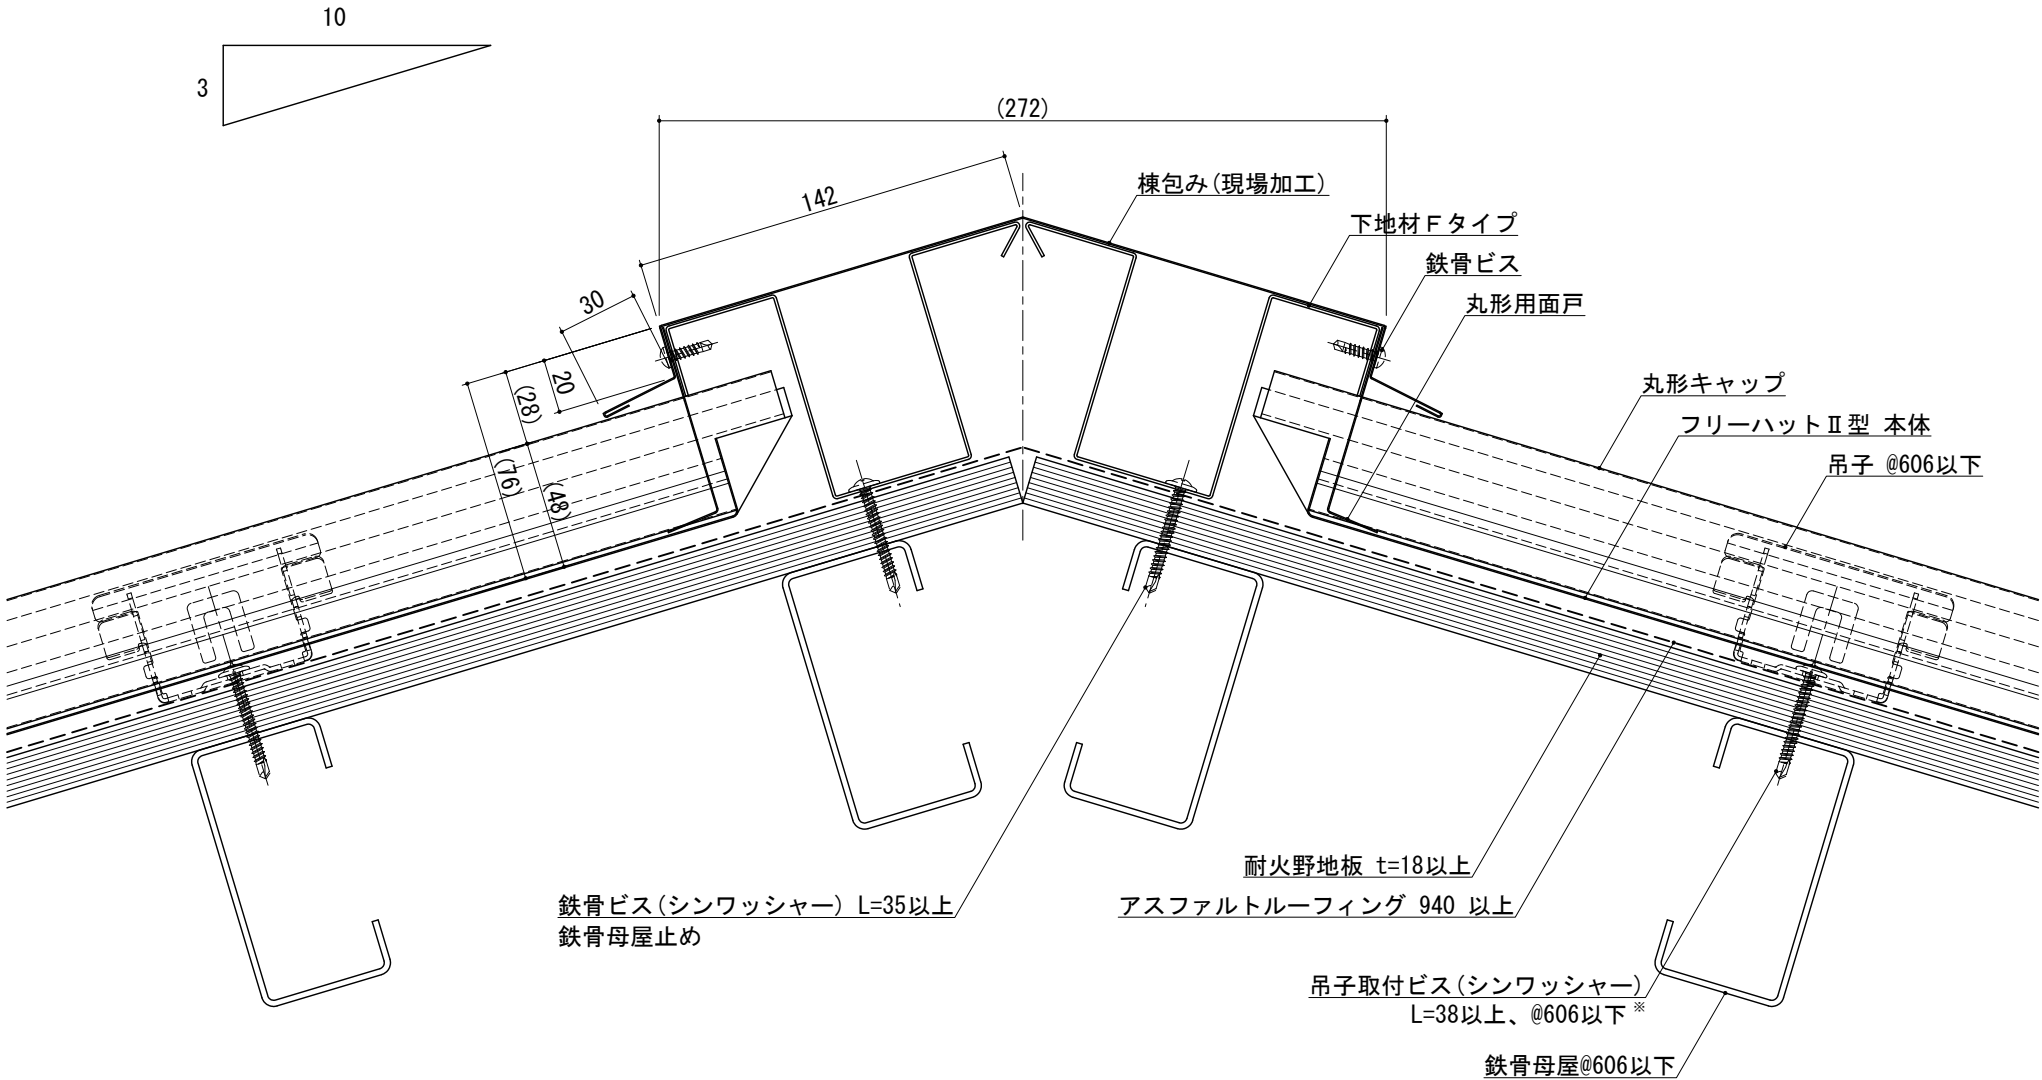 10
3
(272)
142
棟包み(現場加工)
下地材Fタイプ
鉄骨ビス
丸形用面戸
30
20
(28)
(76)
(48)
丸形キャップ
フリーハットⅡ型 本体
吊子 @606以下
耐火野地板 t=18以上
アスファルトルーフィング 940 以上
鉄骨ビス(シンワッシャー) L=35以上
鉄骨母屋止め
吊子取付ビス(シンワッシャー)
L=38以上、@606以下※
鉄骨母屋@606以下